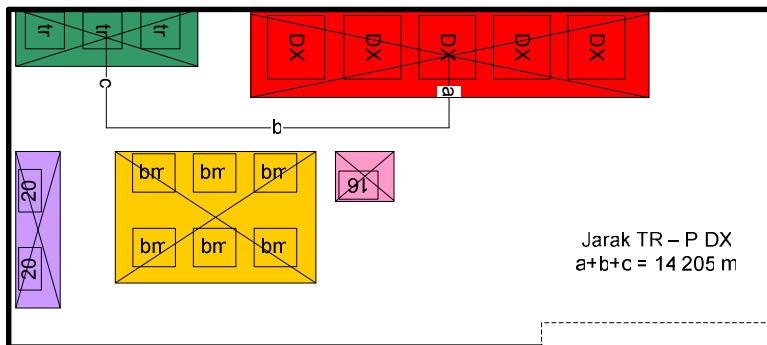 tr tr tr DX DX DX DX DX
c
a
b
20 bm bm bm 16
20 bm bm bm
Jarak TR – P DX
a+b+c = 14 205 m